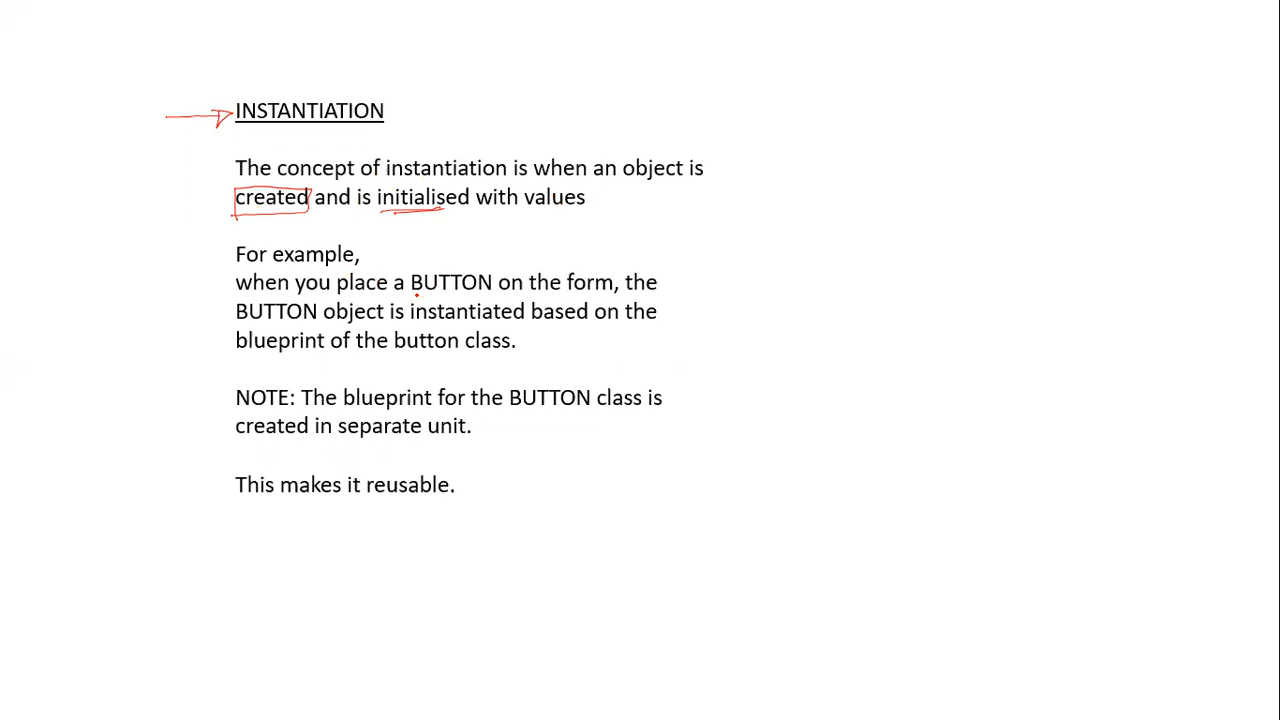 INSTANTIATION
The concept of instantiation is when an object is
created and is initialised with values
For example,
when you place a BUTTON on the form, the
BUTTON object is instantiated based on the
blueprint of the button class.
NOTE: The blueprint for the BUTTON class is
created in separate unit.
This makes it reusable.